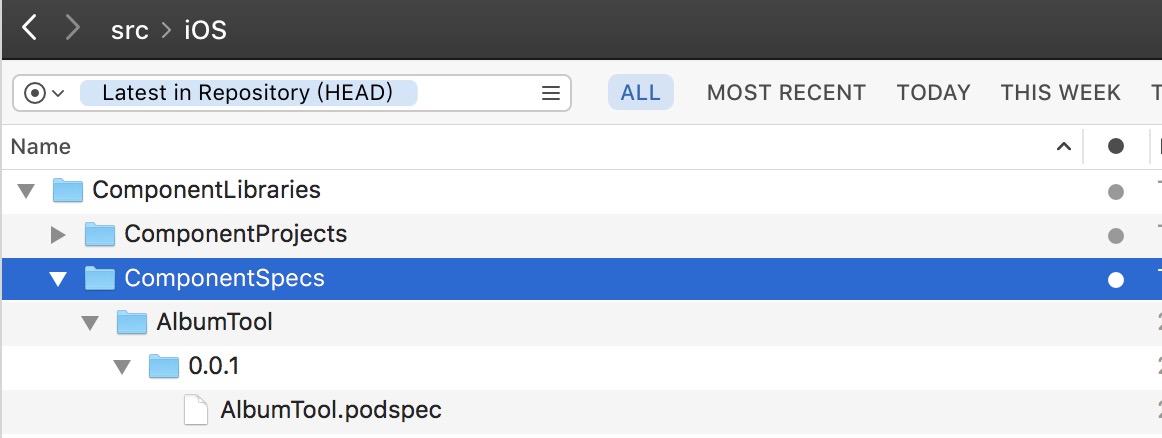 src > iOS
Latest in Repository (HEAD) ALL MOST RECENT TODAY THIS WEEK
Name
ComponentLibraries
ComponentProjects
ComponentSpecs
AlbumTool
0.0.1
AlbumTool.podspec